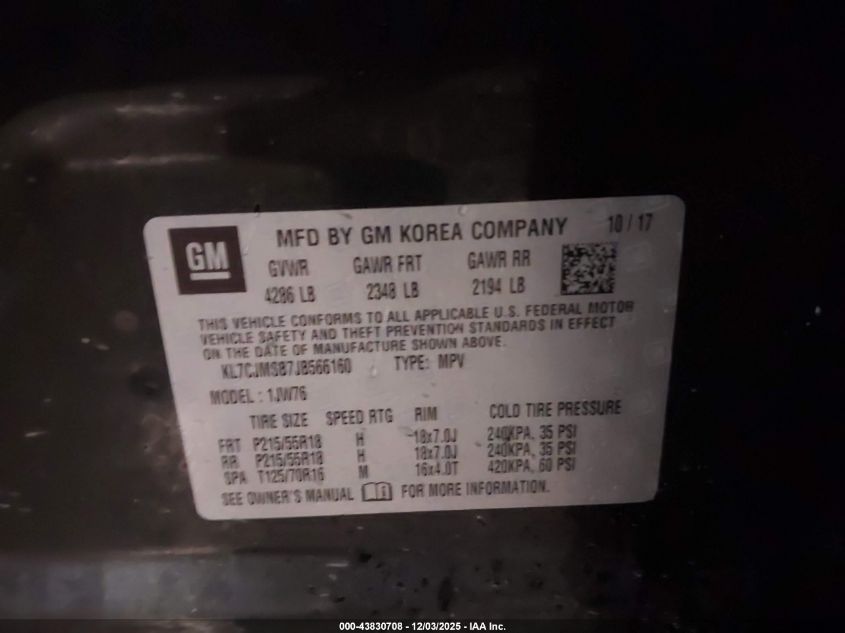 GM
MFD BY GM KOREA COMPANY 10 / 17
GVWR GAWR FRT GAWR RR
4286 LB 2348 LB 2194 LB
THIS VEHICLE CONFORMS TO ALL APPLICABLE U.S. FEDERAL MOTOR
VEHICLE SAFETY AND THEFT PREVENTION STANDARDS IN EFFECT
ON THE DATE OF MANUFACTURE SHOWN ABOVE.
KL7CJMSB7JB566160 TYPE: MPV
MODEL : 1JW76
TIRE SIZE SPEED RTG RIM COLD TIRE PRESSURE
FRT P215/55R18 H 18x7.0J 240KPA, 35 PSI
RR P215/55R18 H 18x7.0J 240KPA, 35 PSI
SPA T125/70R16 M 16x4.0T 420KPA, 60 PSI
SEE OWNER'S MANUAL FOR MORE INFORMATION.
000-43830708 - 12/03/2025 - IAA Inc.